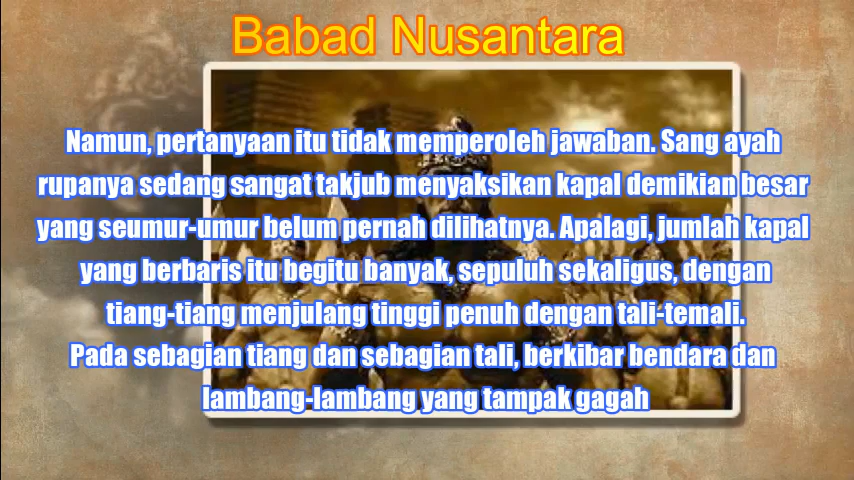 Babad Nusantara
Namun, pertanyaan itu tidak memperoleh jawaban. Sang ayah
rupanya sedang sangat takjub menyaksikan kapal demikian besar
yang seumur-umur belum pernah dilihatnya. Apalagi, jumlah kapal
yang berbaris itu begitu banyak, sepuluh sekaligus, dengan
tiang-tiang menjulang tinggi penuh dengan tali-temali.
Pada sebagian tiang dan sebagian tali, berkibar bendara dan
lambang-lambang yang tampak gagah